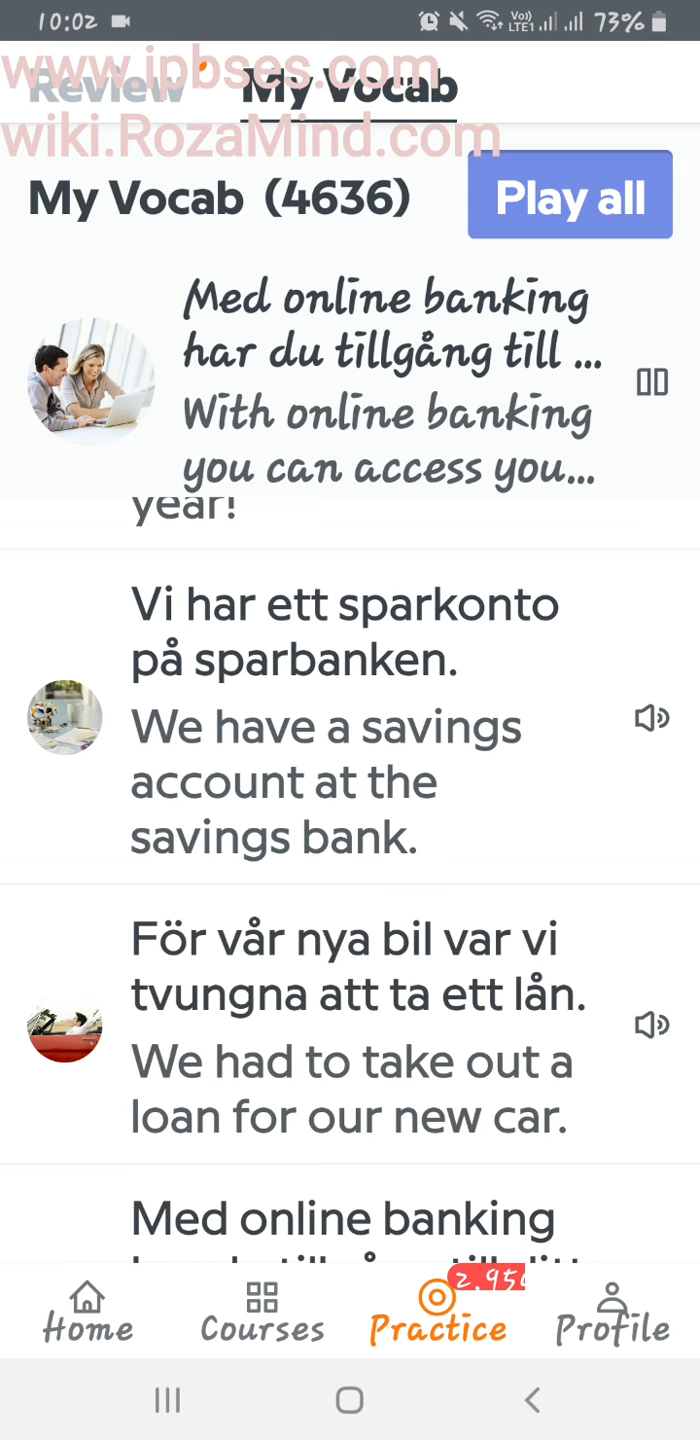 10:02
Vo))
LTE1
73%
www.ipbses.com
Review
My Vocab
wiki.RozaMind.com
My Vocab (4636)
Play all
Med online banking
har du tillgång till ...
With online banking
you can access you...
year!
Vi har ett sparkonto
på sparbanken.
We have a savings
account at the
savings bank.
För vår nya bil var vi
tvungna att ta ett lån.
We had to take out a
loan for our new car.
Med online banking
Home
Courses
Practice
Profile